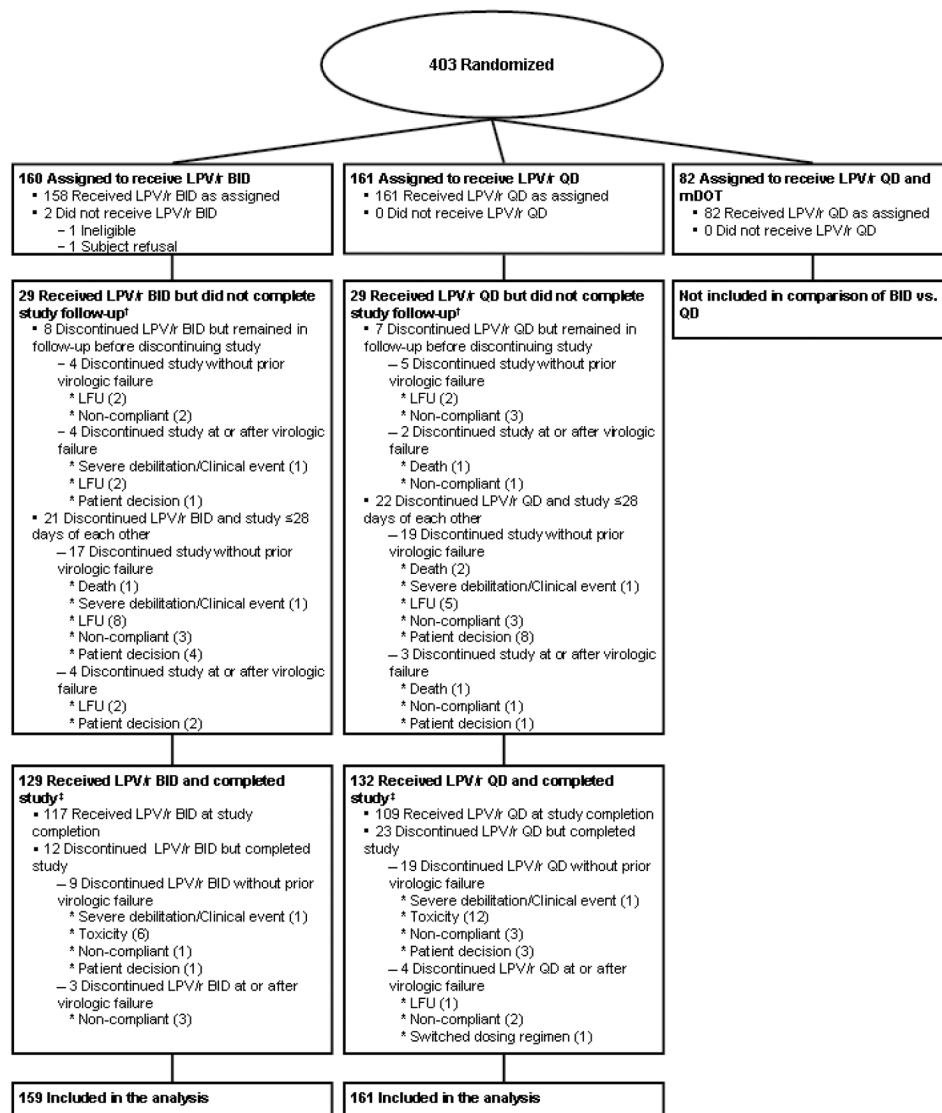 403 Randomized
160 Assigned to receive LPV/r BID
▪ 158 Received LPV/r BID as assigned
▪ 2 Did not receive LPV/r BID
– 1 Ineligible
– 1 Subject refusal
161 Assigned to receive LPV/r QD
▪ 161 Received LPV/r QD as assigned
▪ 0 Did not receive LPV/r QD
82 Assigned to receive LPV/r QD and
mDOT
▪ 82 Received LPV/r QD as assigned
▪ 0 Did not receive LPV/r QD
29 Received LPV/r BID but did not complete
study follow-up†
▪ 8 Discontinued LPV/r BID but remained in
follow-up before discontinuing study
– 4 Discontinued study without prior
virologic failure
* LFU (2)
* Non-compliant (2)
– 4 Discontinued study at or after virologic
failure
* Severe debilitation/Clinical event (1)
* LFU (2)
* Patient decision (1)
▪ 21 Discontinued LPV/r BID and study ≤28
days of each other
– 17 Discontinued study without prior
virologic failure
* Death (1)
* Severe debilitation/Clinical event (1)
* LFU (8)
* Non-compliant (3)
* Patient decision (4)
– 4 Discontinued study at or after virologic
failure
* LFU (2)
* Patient decision (2)
29 Received LPV/r QD but did not complete
study follow-up†
▪ 7 Discontinued LPV/r QD but remained in
follow-up before discontinuing study
– 5 Discontinued study without prior
virologic failure
* LFU (2)
* Non-compliant (3)
– 2 Discontinued study at or after virologic
failure
* Death (1)
* Non-compliant (1)
▪ 22 Discontinued LPV/r QD and study ≤28
days of each other
– 19 Discontinued study without prior
virologic failure
* Death (2)
* Severe debilitation/Clinical event (1)
* LFU (5)
* Non-compliant (3)
* Patient decision (8)
– 3 Discontinued study at or after virologic
failure
* Death (1)
* Non-compliant (1)
* Patient decision (1)
Not included in comparison of BID vs.
QD
129 Received LPV/r BID and completed
study‡
▪ 117 Received LPV/r BID at study
completion
▪ 12 Discontinued LPV/r BID but completed
study
– 9 Discontinued LPV/r BID without prior
virologic failure
* Severe debilitation/Clinical event (1)
* Toxicity (6)
* Non-compliant (1)
* Patient decision (1)
– 3 Discontinued LPV/r BID at or after
virologic failure
* Non-compliant (3)
132 Received LPV/r QD and completed
study‡
▪ 109 Received LPV/r QD at study completion
▪ 23 Discontinued LPV/r QD but completed
study
– 19 Discontinued LPV/r QD without prior
virologic failure
* Severe debilitation/Clinical event (1)
* Toxicity (12)
* Non-compliant (3)
* Patient decision (3)
– 4 Discontinued LPV/r QD at or after
virologic failure
* LFU (1)
* Non-compliant (2)
* Switched dosing regimen (1)
159 Included in the analysis
161 Included in the analysis